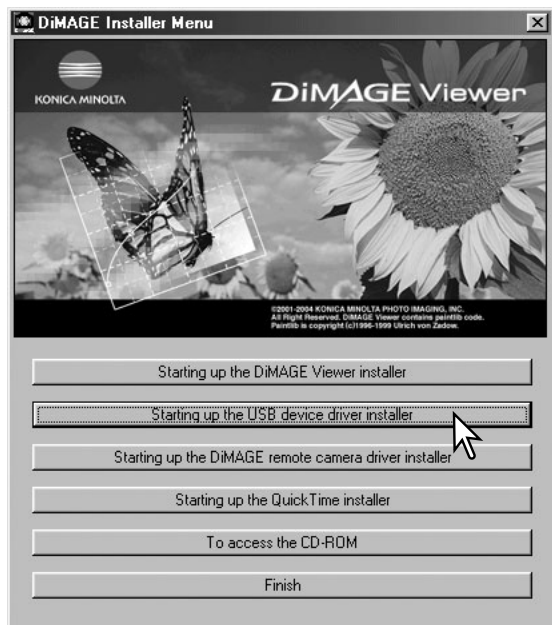 DiMAGE Installer Menu
KONICA MINOLTA
DiMAGE Viewer
©2001-2004 KONICA MINOLTA PHOTO IMAGING, INC.
All Right Reserved. DiMAGE Viewer contains paintlib code.
Paintlib is copyright (c)1996-1999 Ulrich von Zadow.
Starting up the DiMAGE Viewer installer
Starting up the USB device driver installer
Starting up the DiMAGE remote camera driver installer
Starting up the QuickTime installer
To access the CD-ROM
Finish